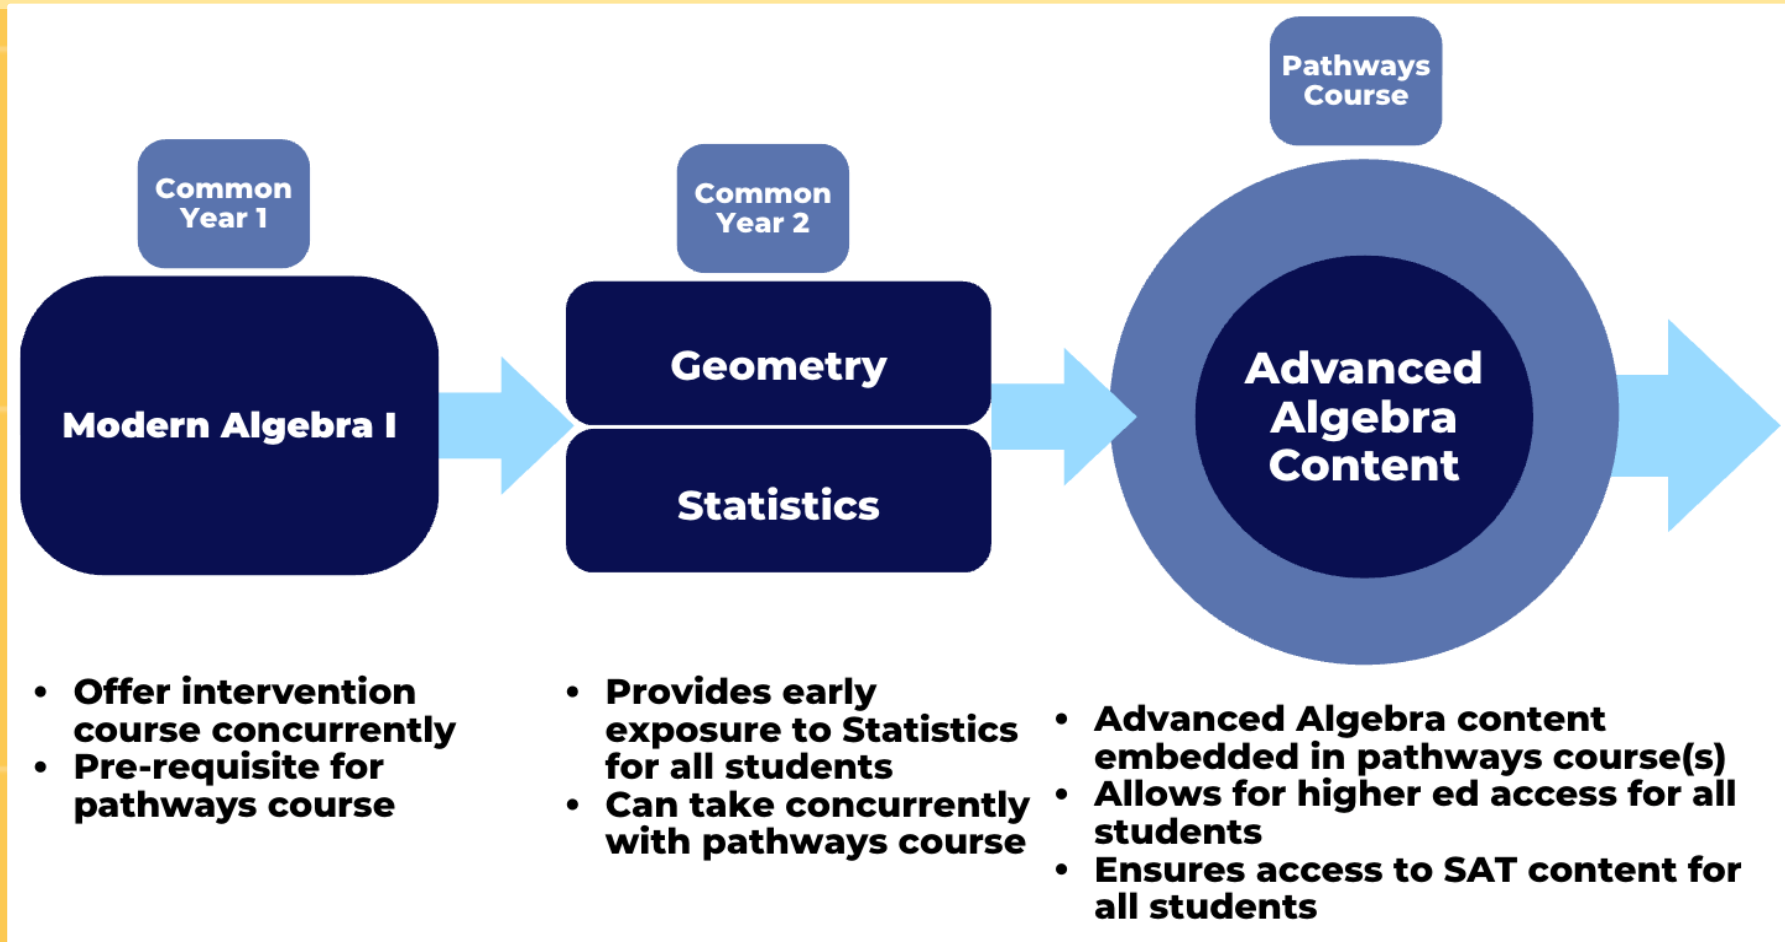 Common
Year 1
Modern Algebra I
• Offer intervention
course concurrently
• Pre-requisite for
pathways course
Common
Year 2
Geometry
Statistics
• Provides early
exposure to Statistics
for all students
• Can take concurrently
with pathways course
Pathways
Course
Advanced
Algebra
Content
• Advanced Algebra content
embedded in pathways course(s)
• Allows for higher ed access for all
students
• Ensures access to SAT content for
all students